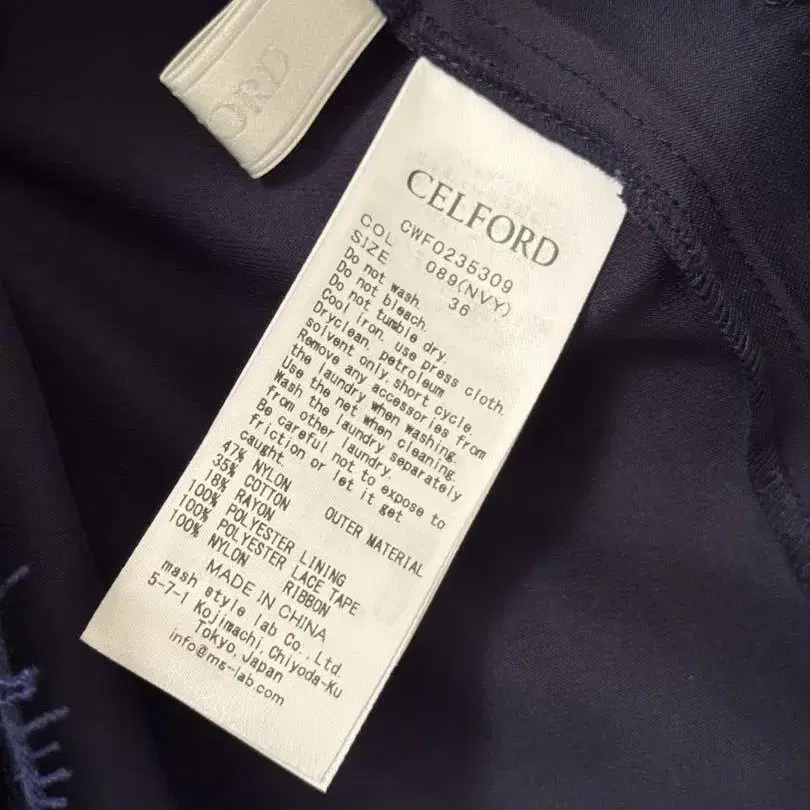 ORD
CELFORD
CWF0235309
COL 089(NVY)
SIZE 36
Do not wash.
Do not bleach.
Do not tumble dry.
Cool iron. use press cloth.
Dryclean, petroleum
solvent only,short cycle.
Remove any accessories from
the laundry when washing.
Use the net when cleaning.
Wash the laundry separately
from other laundry.
Be careful not to expose to
friction or let it get
caught.
47% NYLON
35% COTTON
18% RAYON OUTER MATERIAL
100% POLYESTER LINING
100% POLYESTER LACE TAPE
100% NYLON RIBBON
MADE IN CHINA
mash style lab Co.,Ltd.
5-7-1 Kojimachi,Chiyoda-Ku
Tokyo,Japan
info@ms-lab.com